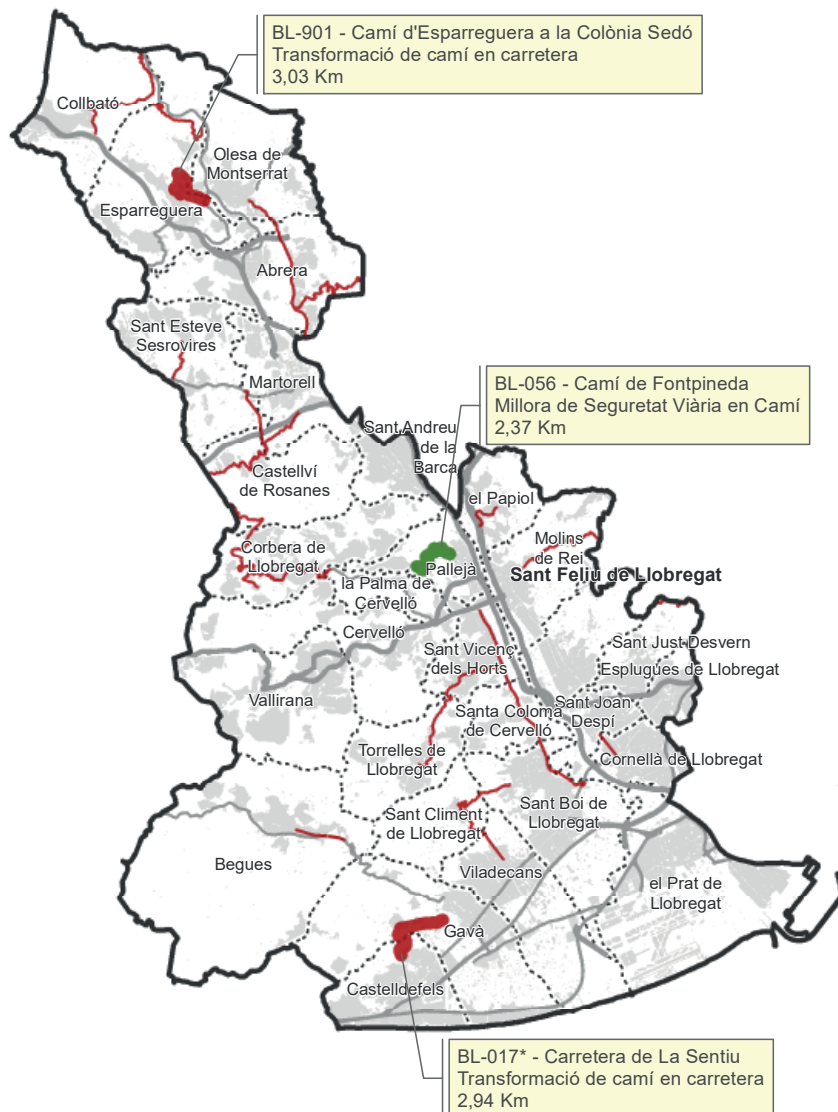 BL-901 - Camí d'Esparreguera a la Colònia Sedó
Transformació de camí en carretera
3,03 Km
Collbató
Olesa de
Montserrat
Esparreguera
Abrera
Sant Esteve
Sesrovires
Martorell
BL-056 - Camí de Fontpineda
Millora de Seguretat Viària en Camí
2,37 Km
Sant Andreu
de la
Barca
Castellví
de Rosanes
el Papiol
Molins
de Rei
Corbera de
Llobregat
Pallejà
Sant Feliu de Llobregat
la Palma de
Cervelló
Cervelló
Sant Just Desvern
Sant Vicenç
dels Horts
Esplugues de Llobregat
Vallirana
Sant Joan
Despí
Santa Coloma
de Cervelló
Torrelles de
Llobregat
Cornellà de Llobregat
Sant Boi de
Llobregat
Sant Climent
de Llobregat
Begues
Viladecans
el Prat de
Llobregat
Gavà
Castelldefels
BL-017* - Carretera de La Sentiu
Transformació de camí en carretera
2,94 Km